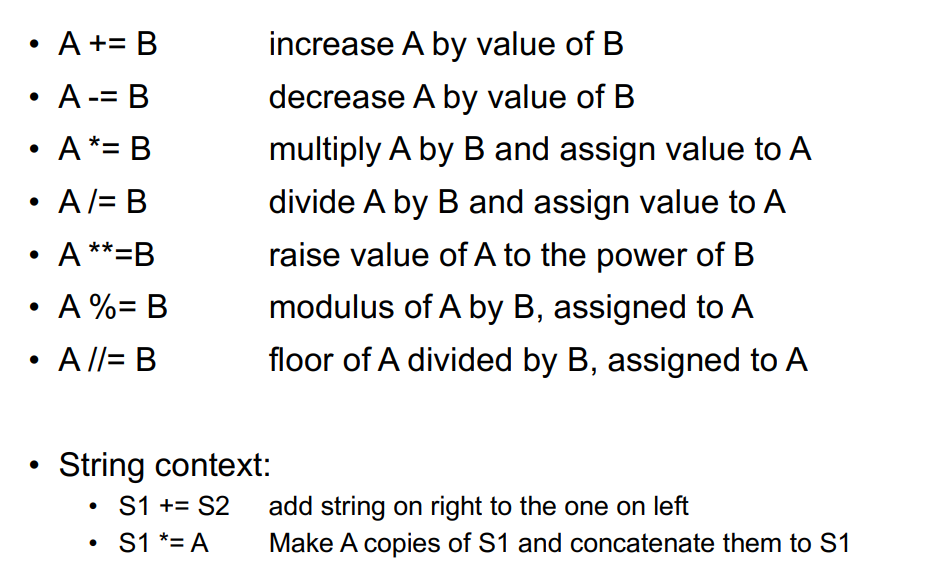 • A += B increase A by value of B
• A -= B decrease A by value of B
• A *= B multiply A by B and assign value to A
• A /= B divide A by B and assign value to A
• A **=B raise value of A to the power of B
• A %= B modulus of A by B, assigned to A
• A //= B floor of A divided by B, assigned to A
• String context:
• S1 += S2 add string on right to the one on left
• S1 *= A Make A copies of S1 and concatenate them to S1